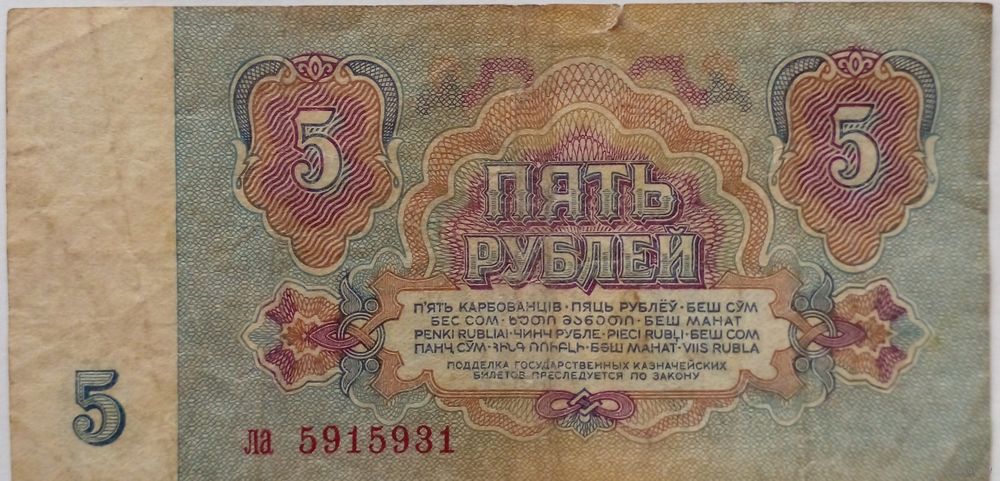 5 5
ПЯТЬ
РУБЛЕЙ
П'ЯТЬ КАРБОВАНЦІВ · ПЯЦЬ РУБЛЁЎ · БЕШ СЎМ
БЕС СОМ · ᲮᲣᲗᲘ ᲛᲐᲜᲔᲗᲘ · БЕШ МАНАТ
PENKI RUBLIAI · ЧИНЧ РУБЛЕ · PIECI RUBĻI · БЕШ СОМ
ПАНҶ СӮМ · ՀԻՆԳ ՌՈՒԲԼԻ · БƏШ МАНАТ · VIIS RUBLA
ПОДДЕЛКА ГОСУДАРСТВЕННЫХ КАЗНАЧЕЙСКИХ
БИЛЕТОВ ПРЕСЛЕДУЕТСЯ ПО ЗАКОНУ
5
ла 5915931